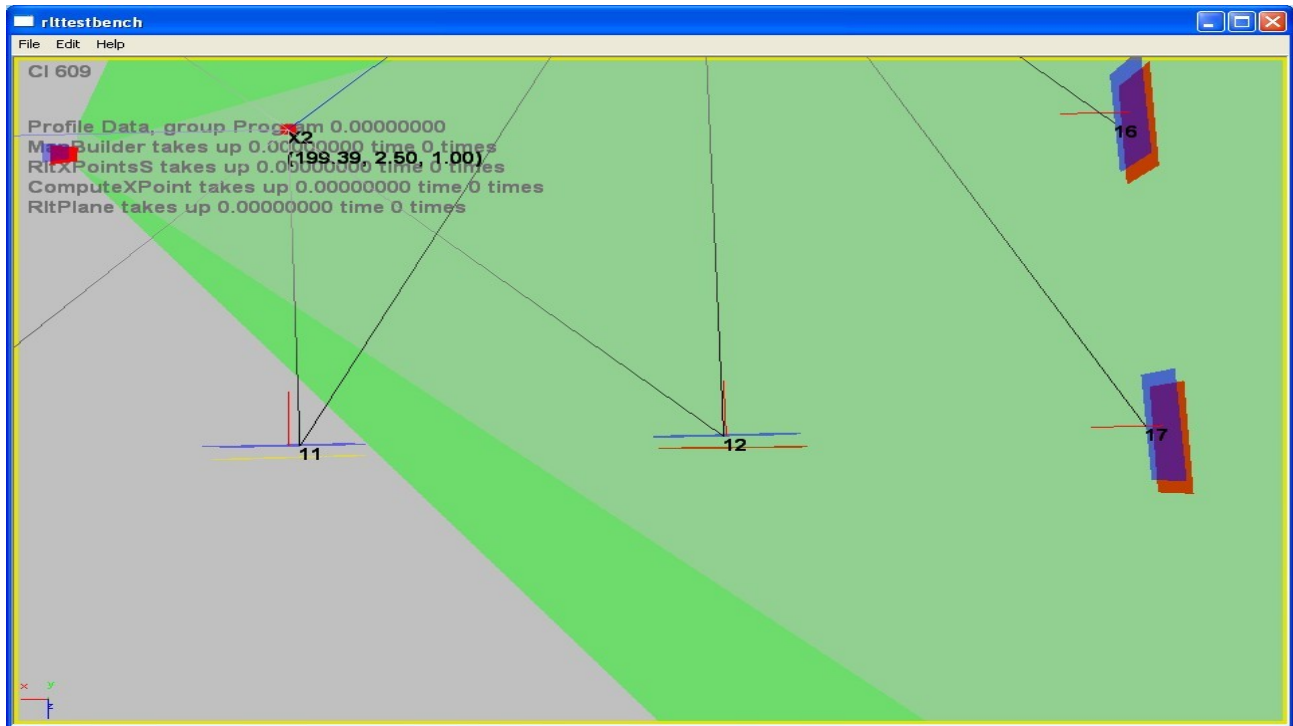 rlttestbench
File Edit Help
CI 609
Profile Data, group Program 0.00000000
MapBuilder takes up 0.00000000 time 0 times
RltXPointsS takes up 0.00000000 time 0 times
ComputeXPoint takes up 0.00000000 time 0 times
RltPlane takes up 0.00000000 time 0 times
X2
(199.39, 2.50, 1.00)
16
11
12
17
x y
z